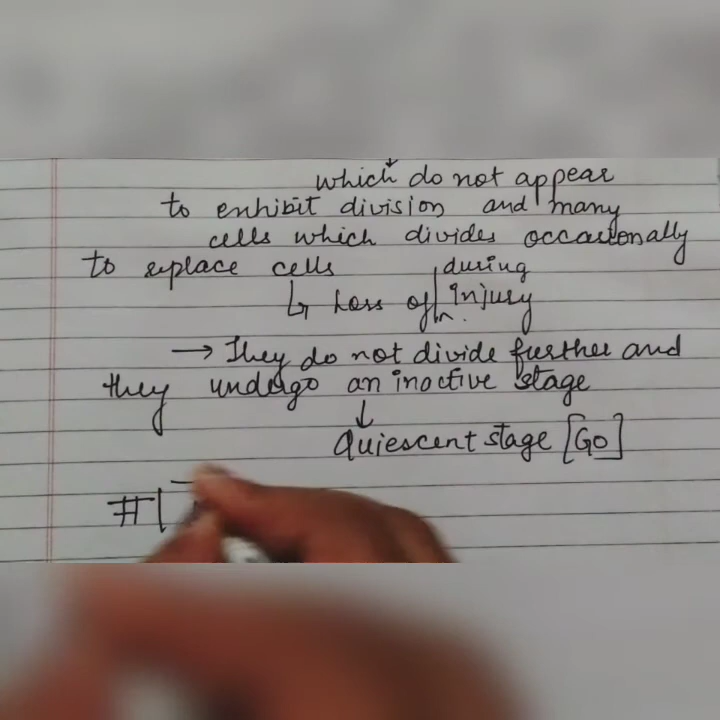 which do not appear
to enhibit division and many
cells which divides occasionally
to replace cells during
↳ Loss of injury
→ They do not divide further and
they undergo an inactive stage
↓
Quiescent stage [G0]
#